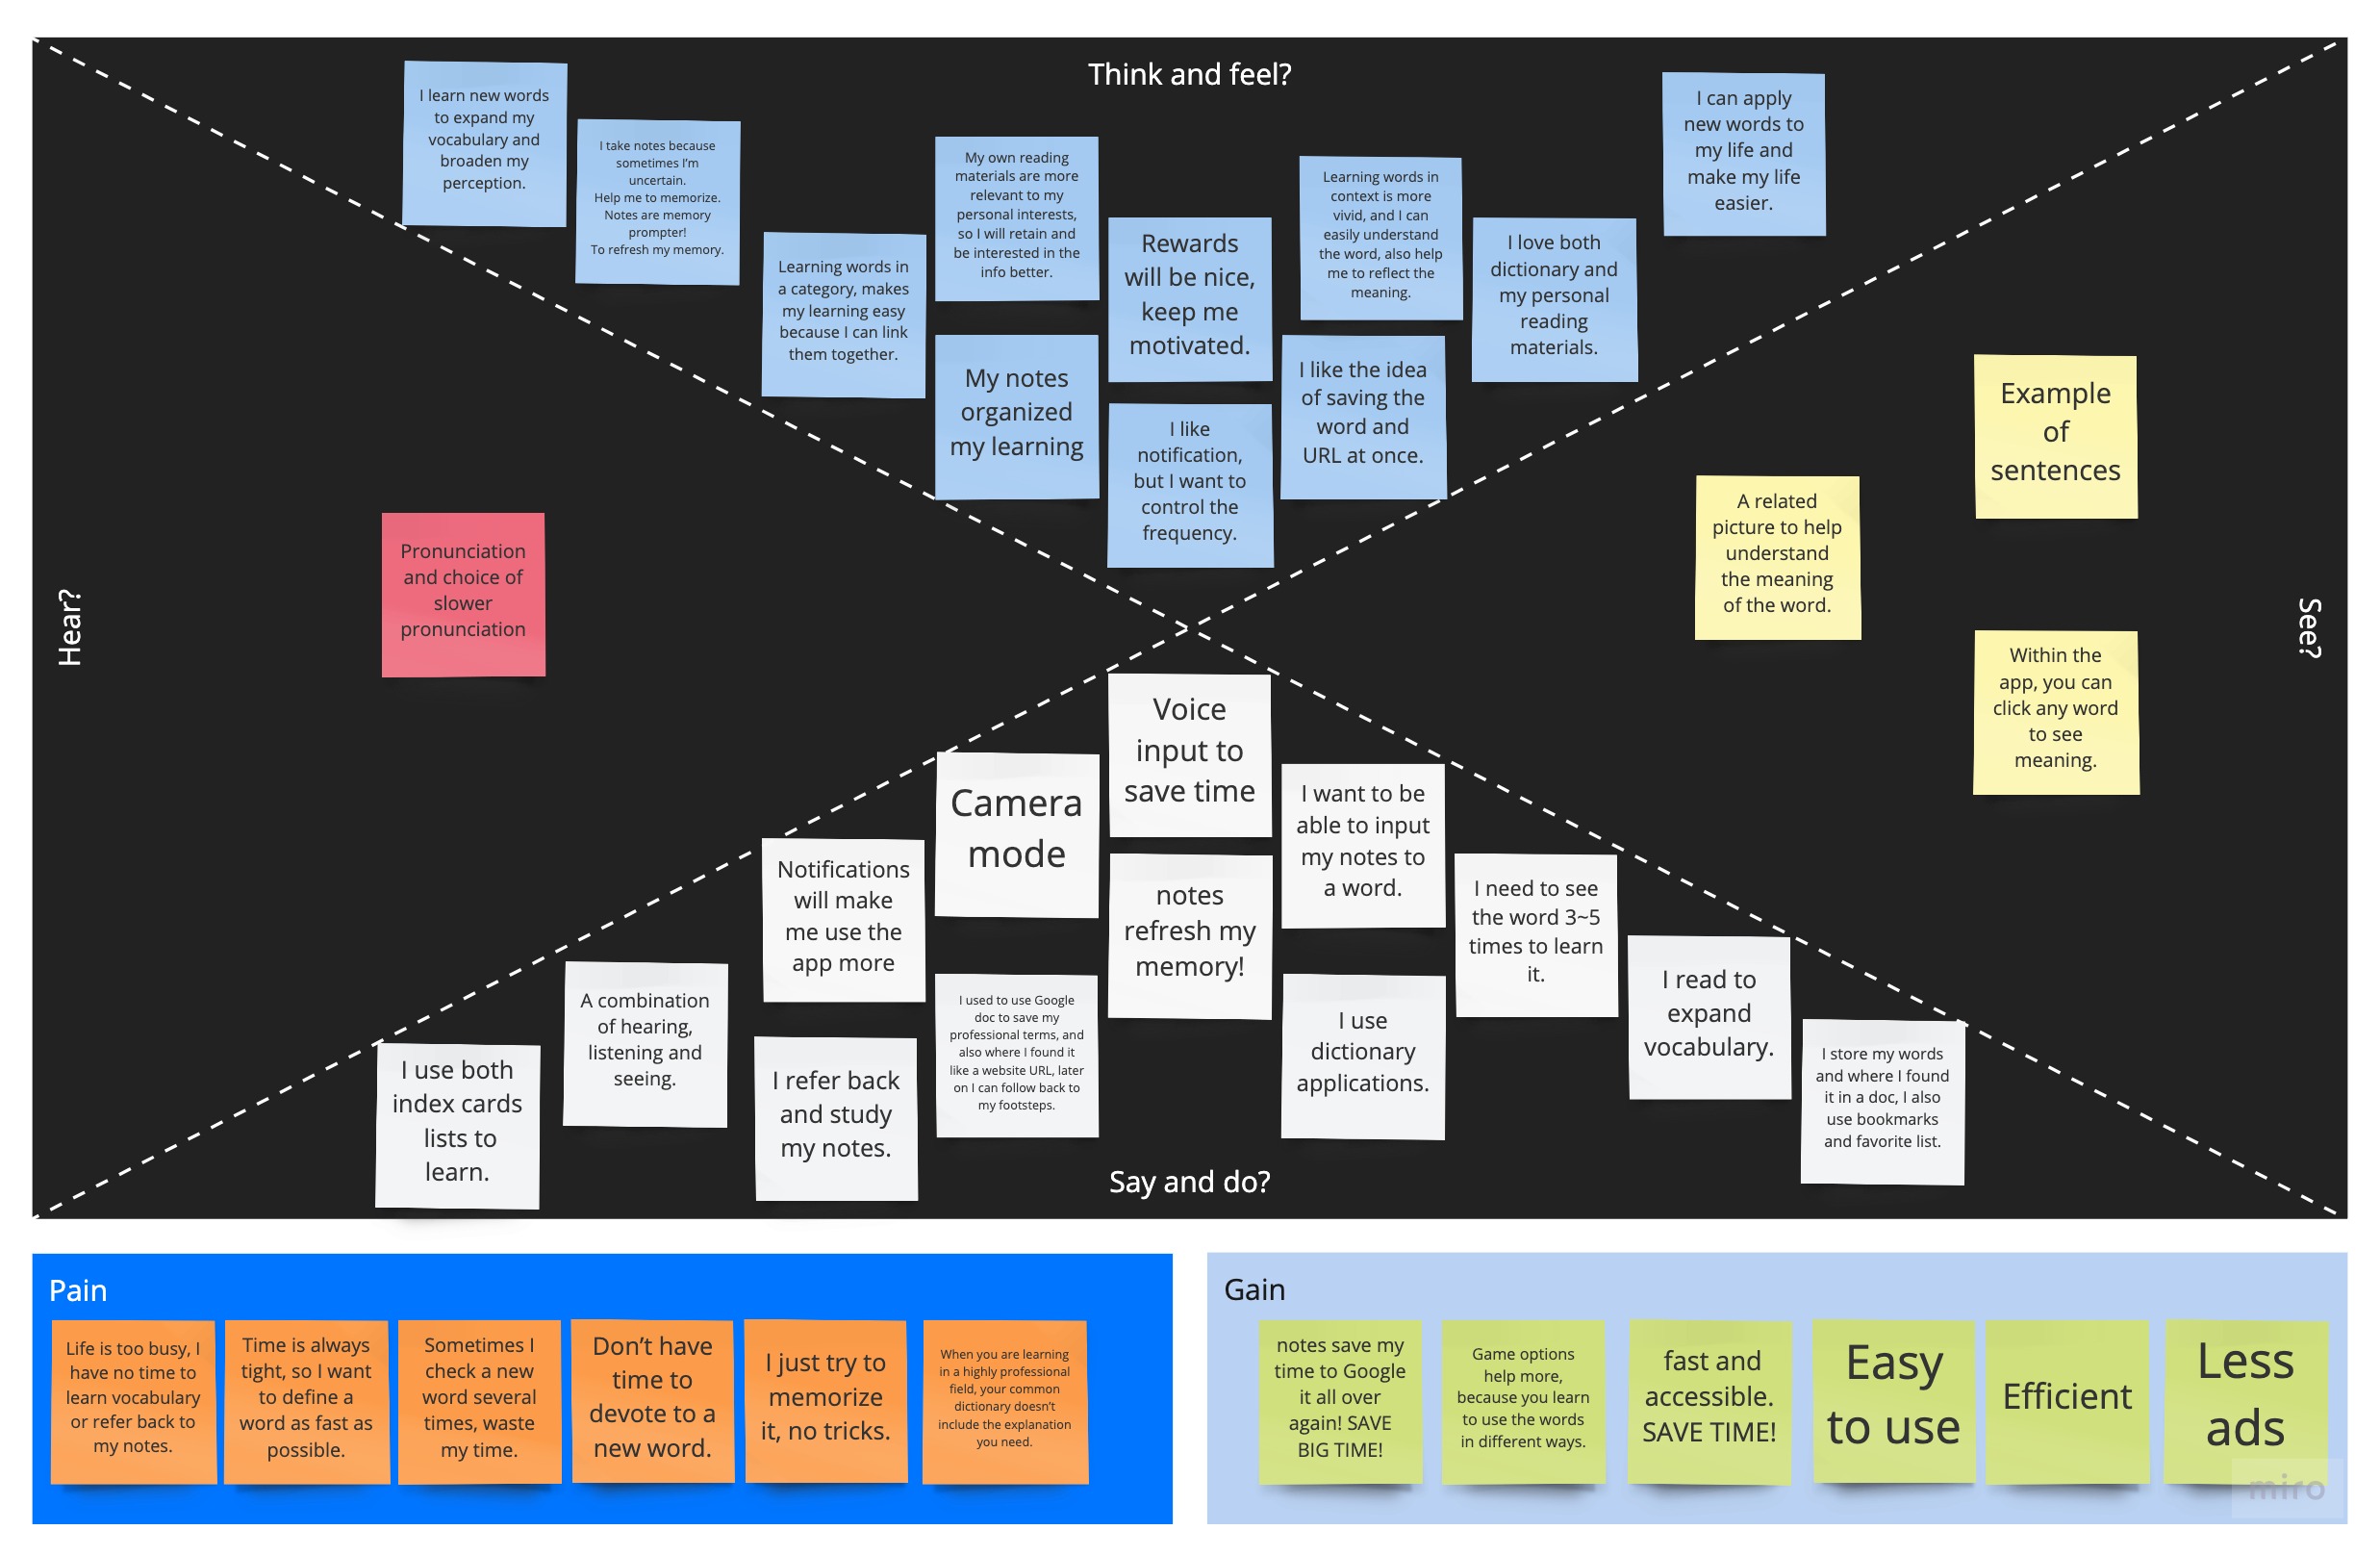 Think and feel?
I learn new words
to expand my
vocabulary and
broaden my
perception.
I take notes because
sometimes I'm
uncertain.
Help me to memorize.
Notes are memory
prompter!
To refresh my memory.
Learning words in
a category, makes
my learning easy
because I can link
them together.
My own reading
materials are more
relevant to my
personal interests,
so I will retain and
be interested in the
info better.
My notes
organized
my learning
Rewards
will be nice,
keep me
motivated.
I like
notification,
but I want to
control the
frequency.
Learning words in
context is more
vivid, and I can
easily understand
the word, also help
me to reflect the
meaning.
I like the idea
of saving the
word and
URL at once.
I love both
dictionary and
my personal
reading
materials.
I can apply
new words to
my life and
make my life
easier.
Hear?
Pronunciation
and choice of
slower
pronunciation
See?
Example
of
sentences
A related
picture to help
understand
the meaning
of the word.
Within the
app, you can
click any word
to see
meaning.
Voice
input to
save time
Camera
mode
Notifications
will make
me use the
app more
notes
refresh my
memory!
I want to be
able to input
my notes to
a word.
I need to see
the word 3~5
times to learn
it.
I read to
expand
vocabulary.
I store my words
and where I found
it in a doc, I also
use bookmarks
and favorite list.
A combination
of hearing,
listening and
seeing.
I use both
index cards
lists to
learn.
I refer back
and study
my notes.
I used to use Google
doc to save my
professional terms, and
also where I found it
like a website URL, later
on I can follow back to
my footsteps.
I use
dictionary
applications.
Say and do?
Pain
Life is too busy, I
have no time to
learn vocabulary
or refer back to
my notes.
Time is always
tight, so I want
to define a
word as fast as
possible.
Sometimes I
check a new
word several
times, waste
my time.
Don't have
time to
devote to a
new word.
I just try to
memorize
it, no tricks.
When you are learning
in a highly professional
field, your common
dictionary doesn't
include the explanation
you need.
Gain
notes save my
time to Google
it all over
again! SAVE
BIG TIME!
Game options
help more,
because you learn
to use the words
in different ways.
fast and
accessible.
SAVE TIME!
Easy
to use
Efficient
Less
ads
miro